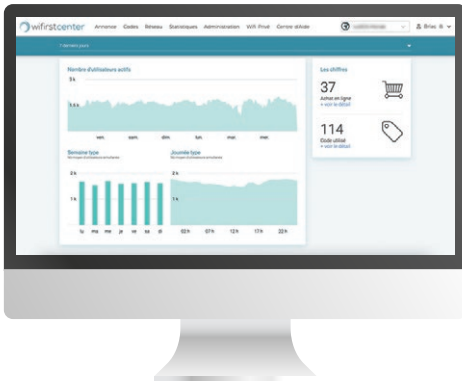 wifirstcenter Annonce Codes Réseau Statistiques Administration Wifi Privé Centre d'Aide Brias
7 derniers jours
Nombre d'utilisateurs actifs
3 k
1.5 k
ven. sam. dim. lun. mar. mer.
Les chiffres
37
Achat en ligne
+ voir le détail
114
Code utilisé
+ voir le détail
Semaine type
Journée type
2 k
1 k
lu ma me je ve sa di
2 k
1 k
02 h 07 h 12 h 17 h 22 h